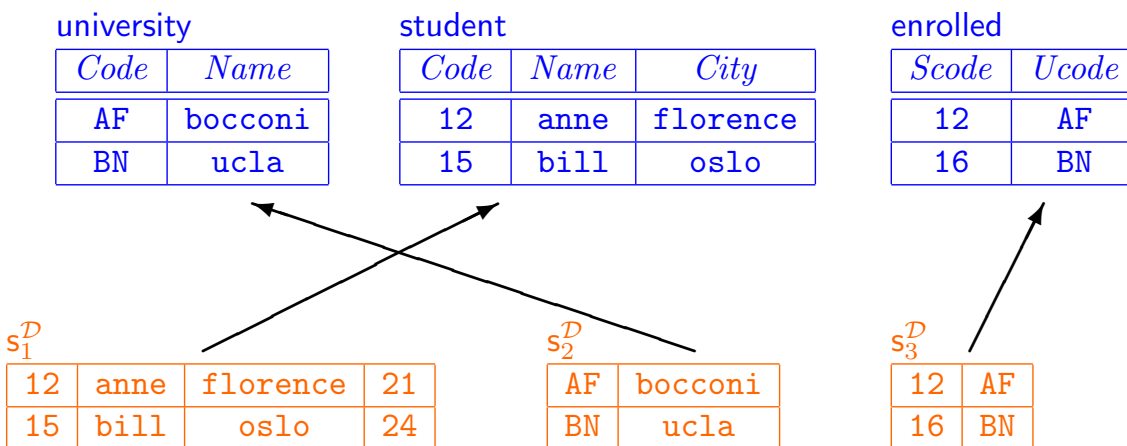 university student enrolled
Code Name Code Name City Scode Ucode
AF bocconi 12 anne florence 12 AF
BN ucla 15 bill oslo 16 BN
s₁ᴰ s₂ᴰ s₃ᴰ
12 anne florence 21 AF bocconi 12 AF
15 bill oslo 24 BN ucla 16 BN